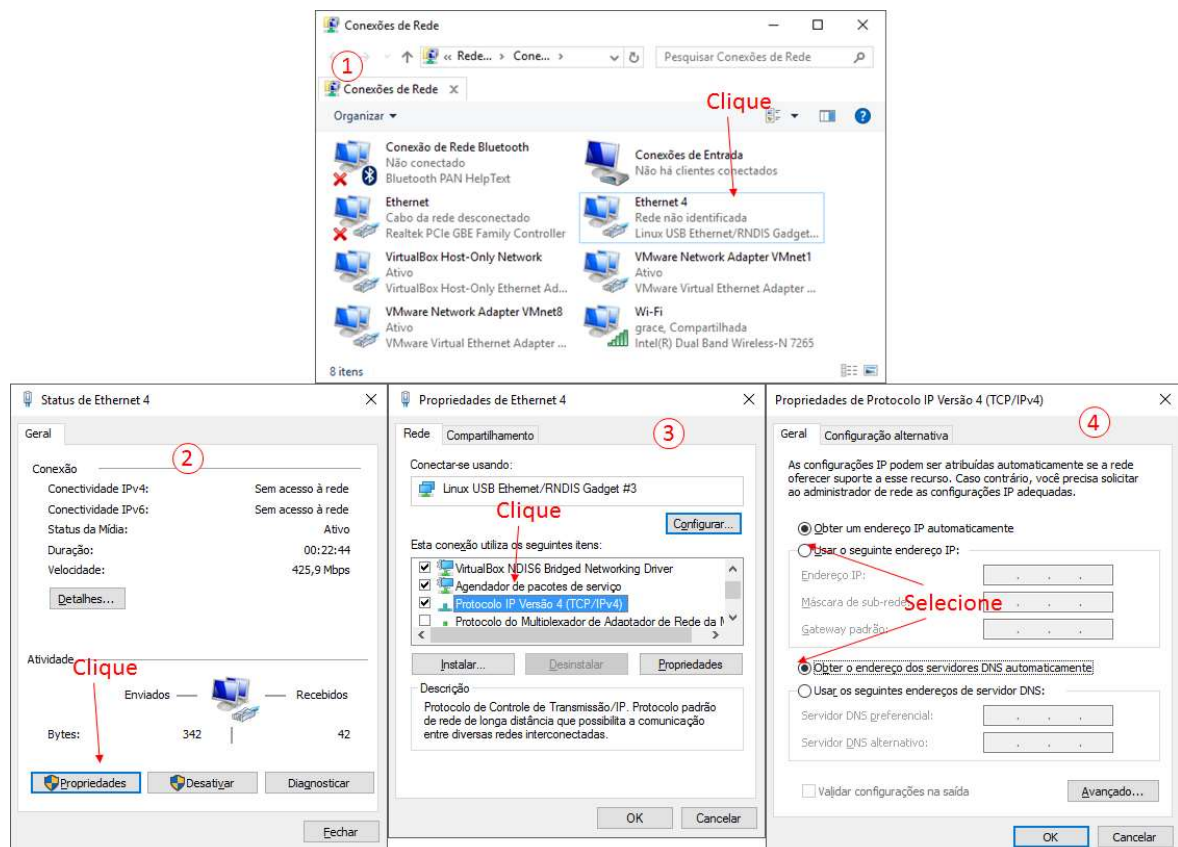 Conexões de Rede
« Rede... > Cone... >
Pesquisar Conexões de Rede
1
Conexões de Rede X
Clique
Organizar
Conexão de Rede Bluetooth
Não conectado
Bluetooth PAN HelpText
Conexões de Entrada
Não há clientes conectados
Ethernet
Cabo da rede desconectado
Realtek PCIe GBE Family Controller
Ethernet 4
Rede não identificada
Linux USB Ethernet/RNDIS Gadget...
VirtualBox Host-Only Network
Ativo
VirtualBox Host-Only Ethernet Ad...
VMware Network Adapter VMnet1
Ativo
VMware Virtual Ethernet Adapter ...
VMware Network Adapter VMnet8
Ativo
VMware Virtual Ethernet Adapter ...
Wi-Fi
grace, Compartilhada
Intel(R) Dual Band Wireless-N 7265
8 itens
Status de Ethernet 4
Geral
2
Conexão
Conectividade IPv4: Sem acesso à rede
Conectividade IPv6: Sem acesso à rede
Status da Mídia: Ativo
Duração: 00:22:44
Velocidade: 425,9 Mbps
Detalhes...
Atividade
Clique
Enviados — — Recebidos
Bytes: 342 | 42
Propriedades Desativar Diagnosticar
Fechar
Propriedades de Ethernet 4
Rede Compartilhamento
3
Conectar-se usando:
Linux USB Ethernet/RNDIS Gadget #3
Clique
Configurar...
Esta conexão utiliza os seguintes itens:
VirtualBox NDIS6 Bridged Networking Driver
Agendador de pacotes de serviço
Protocolo IP Versão 4 (TCP/IPv4)
Protocolo do Multiplexador de Adaptador de Rede da
Instalar... Desinstalar Propriedades
Descrição
Protocolo de Controle de Transmissão/IP. Protocolo padrão
de rede de longa distância que possibilita a comunicação
entre diversas redes interconectadas.
OK Cancelar
Propriedades de Protocolo IP Versão 4 (TCP/IPv4)
4
Geral Configuração alternativa
As configurações IP podem ser atribuídas automaticamente se a rede
oferecer suporte a esse recurso. Caso contrário, você precisa solicitar
ao administrador de rede as configurações IP adequadas.
Obter um endereço IP automaticamente
Usar o seguinte endereço IP:
Endereço IP: . . .
Máscara de sub-rede: . . .
Selecione
Gateway padrão: . . .
Obter o endereço dos servidores DNS automaticamente
Usar os seguintes endereços de servidor DNS:
Servidor DNS preferencial: . . .
Servidor DNS alternativo: . . .
Validar configurações na saída
Avançado...
OK Cancelar